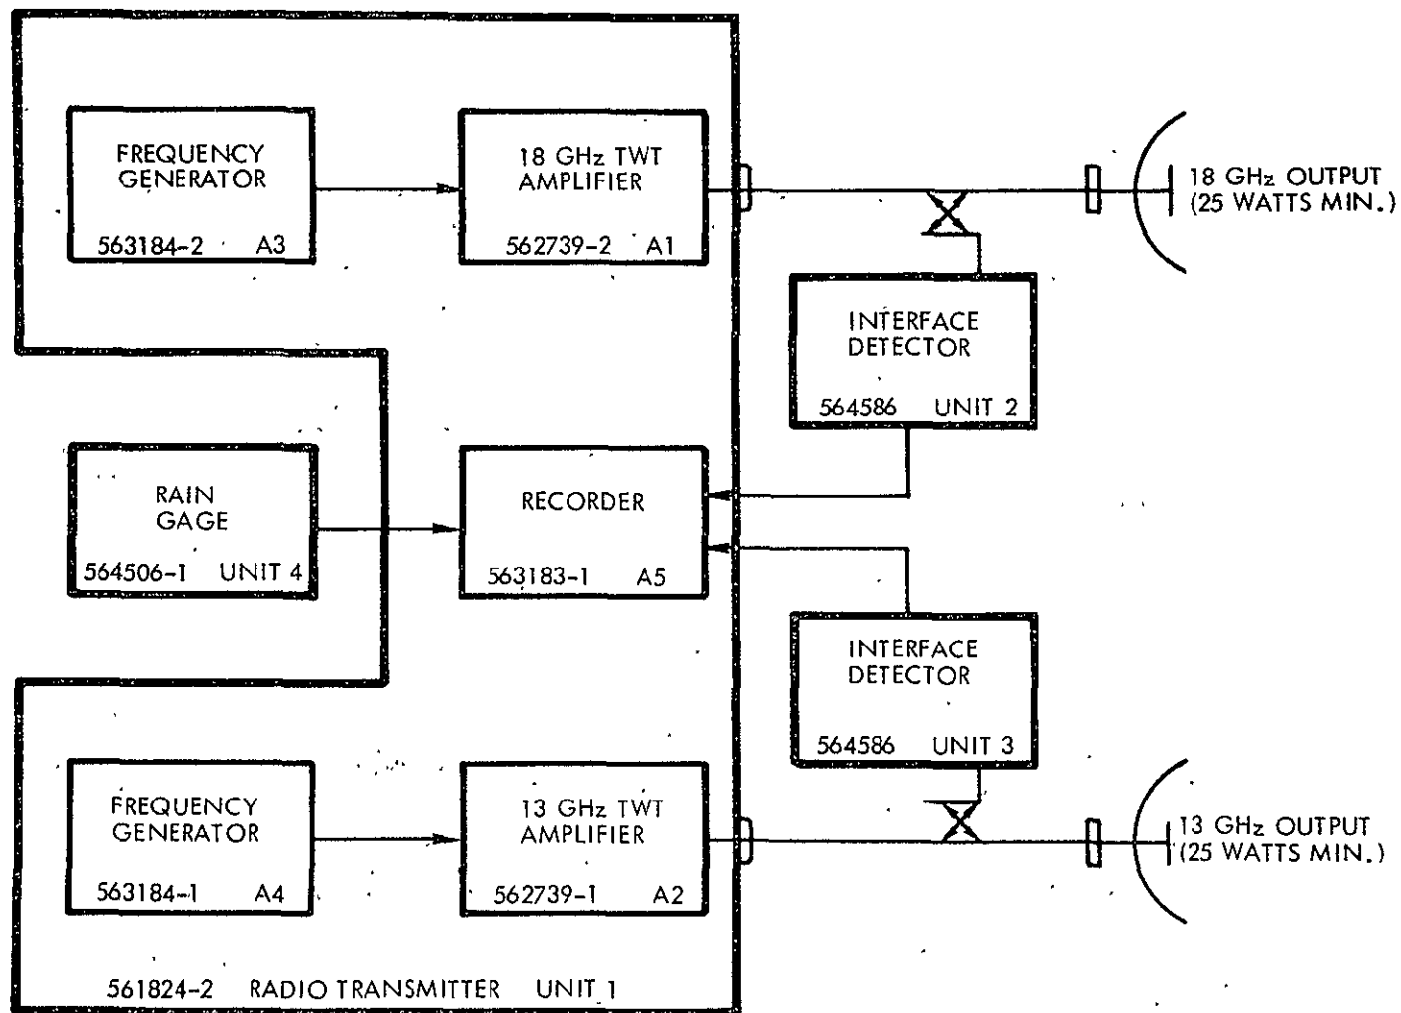 FREQUENCY
GENERATOR
563184-2 A3
18 GHz TWT
AMPLIFIER
562739-2 A1
18 GHz OUTPUT
(25 WATTS MIN.)
INTERFACE
DETECTOR
564586 UNIT 2
RAIN
GAGE
564506-1 UNIT 4
RECORDER
563183-1 A5
INTERFACE
DETECTOR
564586 UNIT 3
FREQUENCY
GENERATOR
563184-1 A4
13 GHz TWT
AMPLIFIER
562739-1 A2
13 GHz OUTPUT
(25 WATTS MIN.)
561824-2 RADIO TRANSMITTER UNIT 1